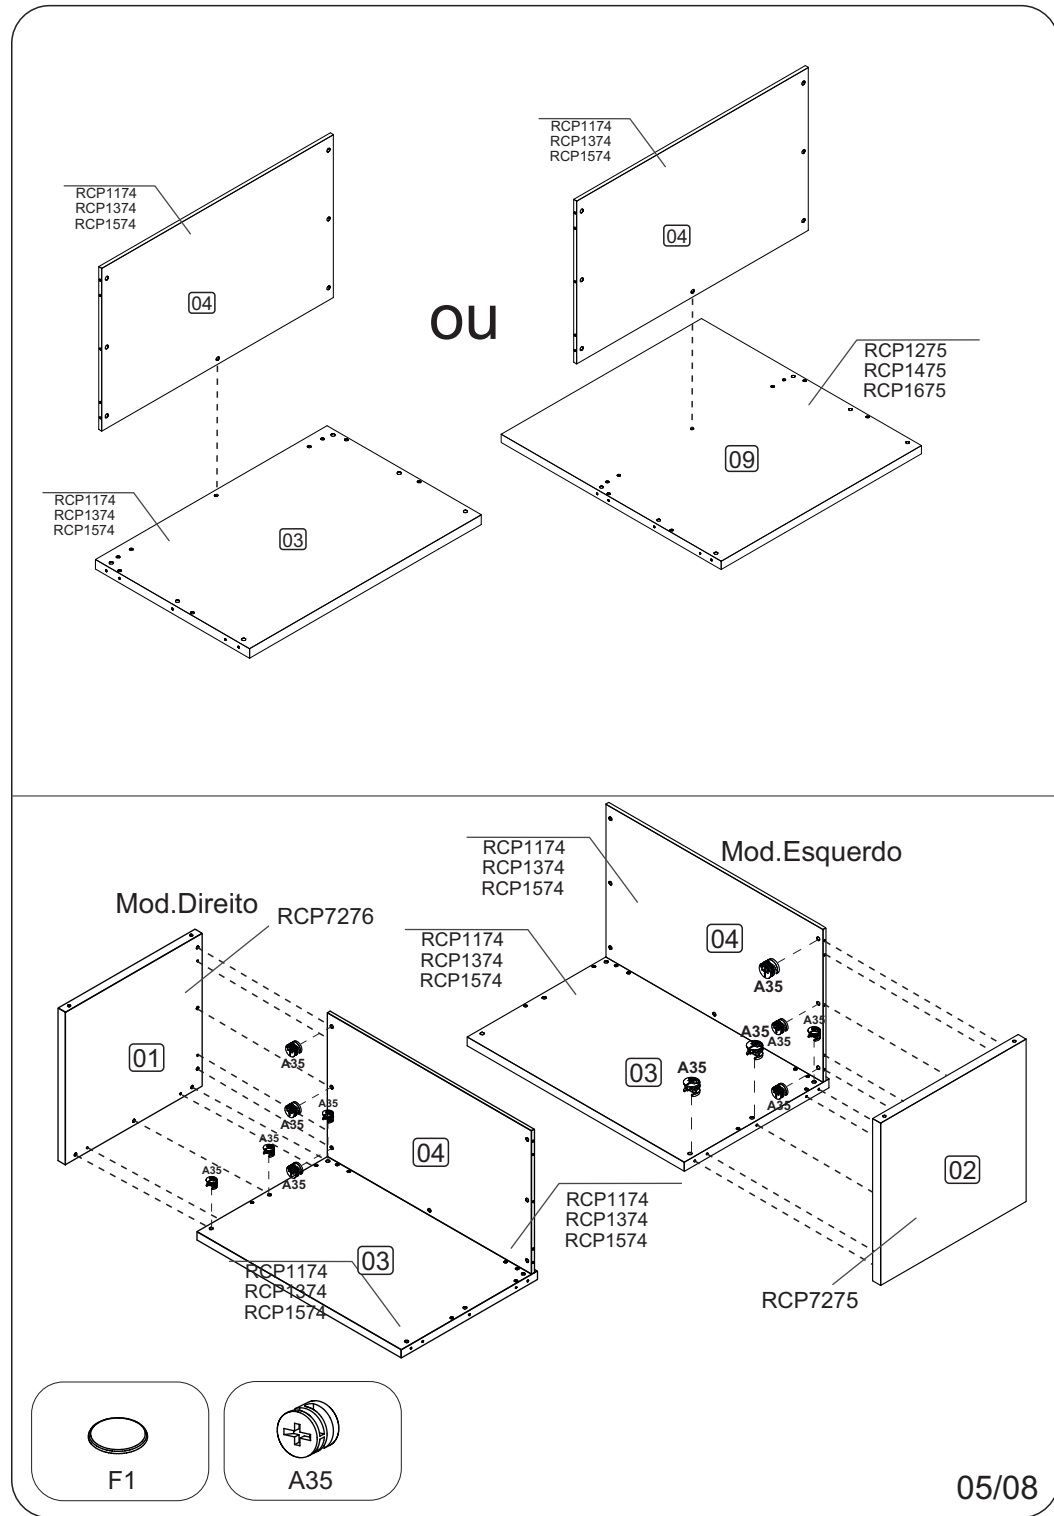 RCP1174
RCP1374
RCP1574
04
RCP1174
RCP1374
RCP1574
03
ou
RCP1174
RCP1374
RCP1574
04
RCP1275
RCP1475
RCP1675
09
Mod.Direito
RCP7276
01
A35
A35
A35
A35
A35
A35
04
RCP1174
RCP1374
RCP1574
03
RCP1174
RCP1374
RCP1574
Mod.Esquerdo
RCP1174
RCP1374
RCP1574
04
RCP1174
RCP1374
RCP1574
03
A35
A35
A35
A35
A35
A35
02
RCP7275
F1
A35
05/08